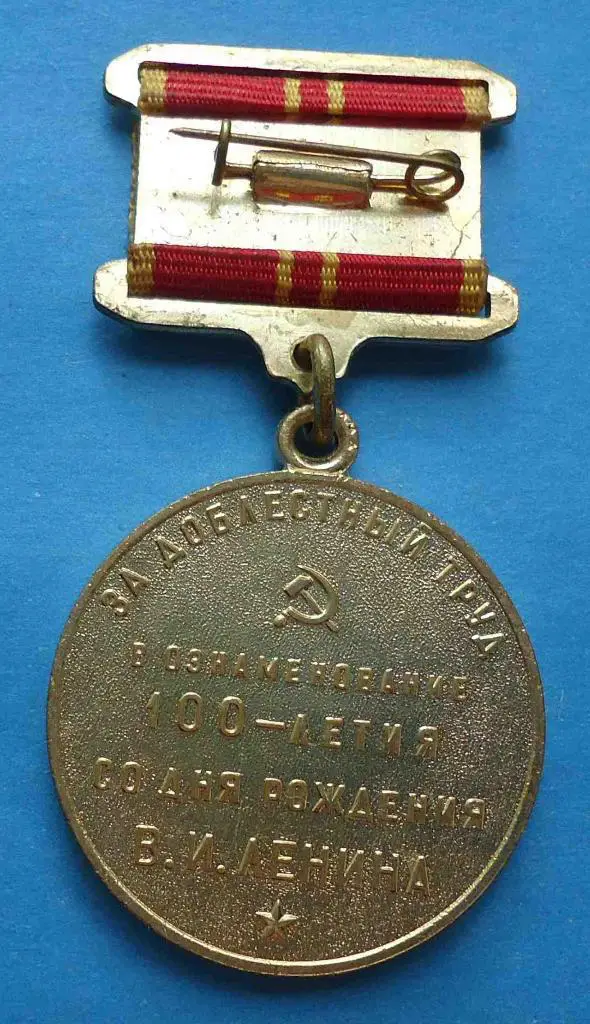 ЗА ДОБЛЕСТНЫЙ ТРУД
В ОЗНАМЕНОВАНИЕ
100-ЛЕТИЯ
СО ДНЯ РОЖДЕНИЯ
В.И.ЛЕНИНА